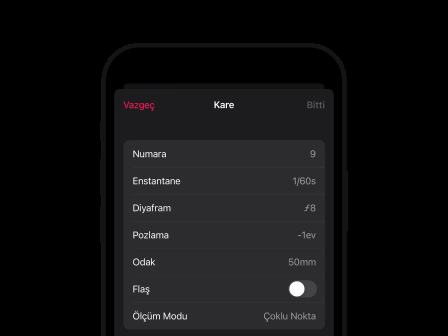 Vazgeç Kare Bitti
Numara 9
Enstantane 1/60s
Diyafram ƒ8
Pozlama -1ev
Odak 50mm
Flaş
Ölçüm Modu Çoklu Nokta